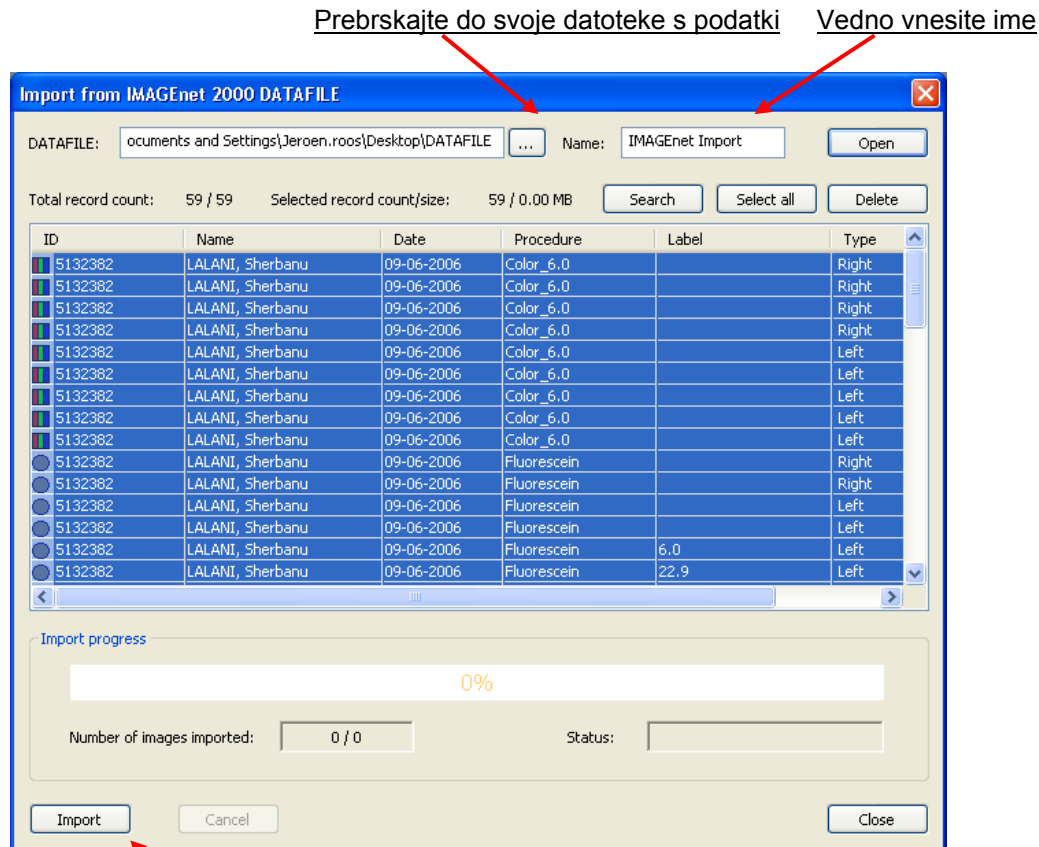 Prebrskajte do svoje datoteke s podatki Vedno vnesite ime
Import from IMAGEnet 2000 DATAFILE
DATAFILE: ocuments and Settings\Jeroen.roos\Desktop\DATAFILE ... Name: IMAGEnet Import Open
Total record count: 59 / 59 Selected record count/size: 59 / 0.00 MB Search Select all Delete
ID Name Date Procedure Label Type
5132382 LALANI, Sherbanu 09-06-2006 Color_6.0 Right
5132382 LALANI, Sherbanu 09-06-2006 Color_6.0 Right
5132382 LALANI, Sherbanu 09-06-2006 Color_6.0 Right
5132382 LALANI, Sherbanu 09-06-2006 Color_6.0 Right
5132382 LALANI, Sherbanu 09-06-2006 Color_6.0 Left
5132382 LALANI, Sherbanu 09-06-2006 Color_6.0 Left
5132382 LALANI, Sherbanu 09-06-2006 Color_6.0 Left
5132382 LALANI, Sherbanu 09-06-2006 Color_6.0 Left
5132382 LALANI, Sherbanu 09-06-2006 Color_6.0 Left
5132382 LALANI, Sherbanu 09-06-2006 Fluorescein Right
5132382 LALANI, Sherbanu 09-06-2006 Fluorescein Right
5132382 LALANI, Sherbanu 09-06-2006 Fluorescein Left
5132382 LALANI, Sherbanu 09-06-2006 Fluorescein Left
5132382 LALANI, Sherbanu 09-06-2006 Fluorescein 6.0 Left
5132382 LALANI, Sherbanu 09-06-2006 Fluorescein 22.9 Left
Import progress
0%
Number of images imported: 0 / 0 Status:
Import Cancel Close